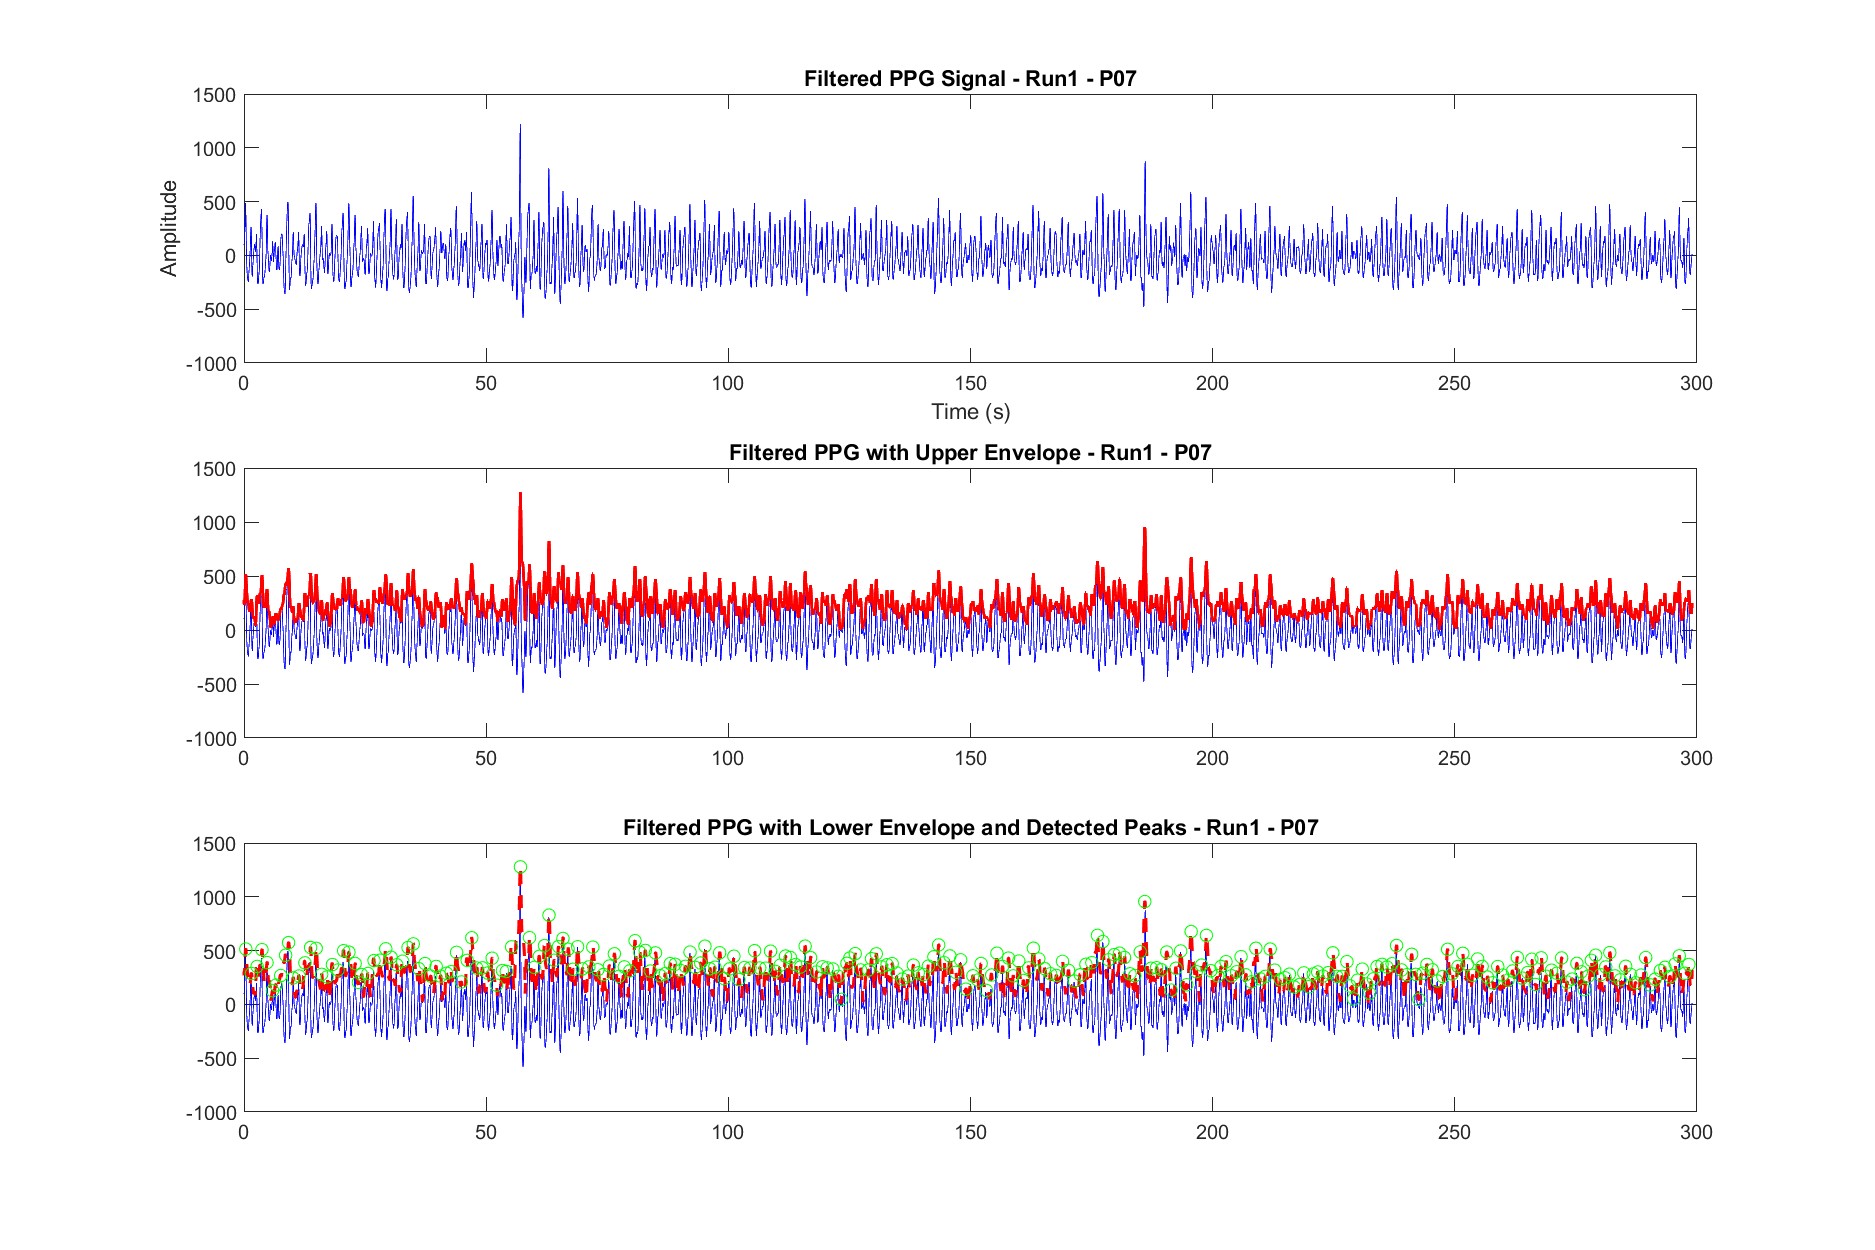 Filtered PPG Signal - Run1 - P07
1500
1000
500
0
-500
-1000
Amplitude
0 50 100 150 200 250 300
Time (s)
Filtered PPG with Upper Envelope - Run1 - P07
1500
1000
500
0
-500
-1000
0 50 100 150 200 250 300
Filtered PPG with Lower Envelope and Detected Peaks - Run1 - P07
1500
1000
500
0
-500
-1000
0 50 100 150 200 250 300